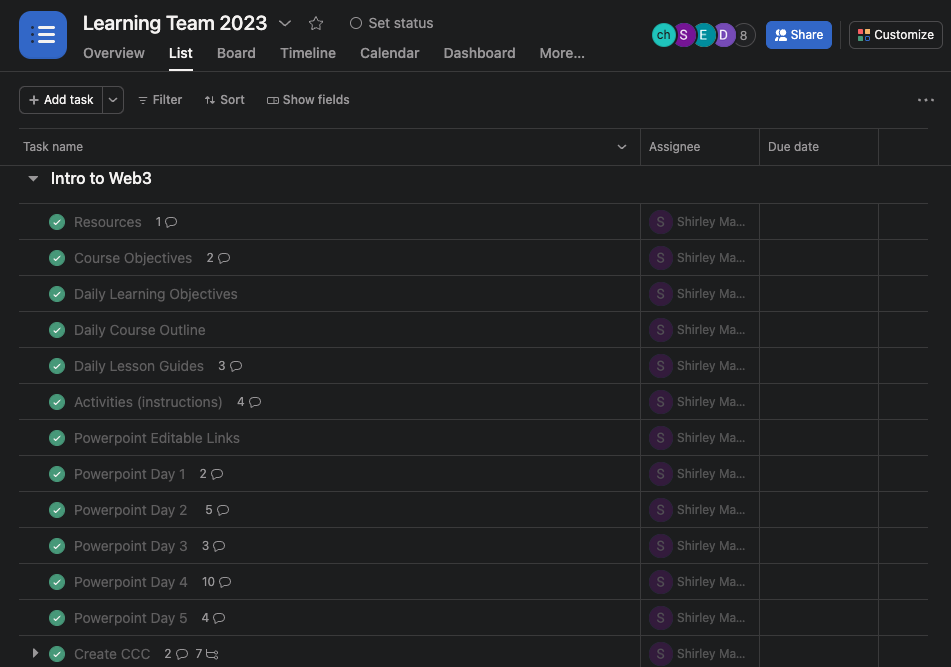 Learning Team 2023 Set status
Overview List Board Timeline Calendar Dashboard More...
ch S E D 8 Share Customize
+ Add task Filter Sort Show fields
Task name Assignee Due date
Intro to Web3
Resources 1 S Shirley Ma...
Course Objectives 2 S Shirley Ma...
Daily Learning Objectives S Shirley Ma...
Daily Course Outline S Shirley Ma...
Daily Lesson Guides 3 S Shirley Ma...
Activities (instructions) 4 S Shirley Ma...
Powerpoint Editable Links S Shirley Ma...
Powerpoint Day 1 2 S Shirley Ma...
Powerpoint Day 2 5 S Shirley Ma...
Powerpoint Day 3 3 S Shirley Ma...
Powerpoint Day 4 10 S Shirley Ma...
Powerpoint Day 5 4 S Shirley Ma...
Create CCC 2 7 S Shirley Ma...